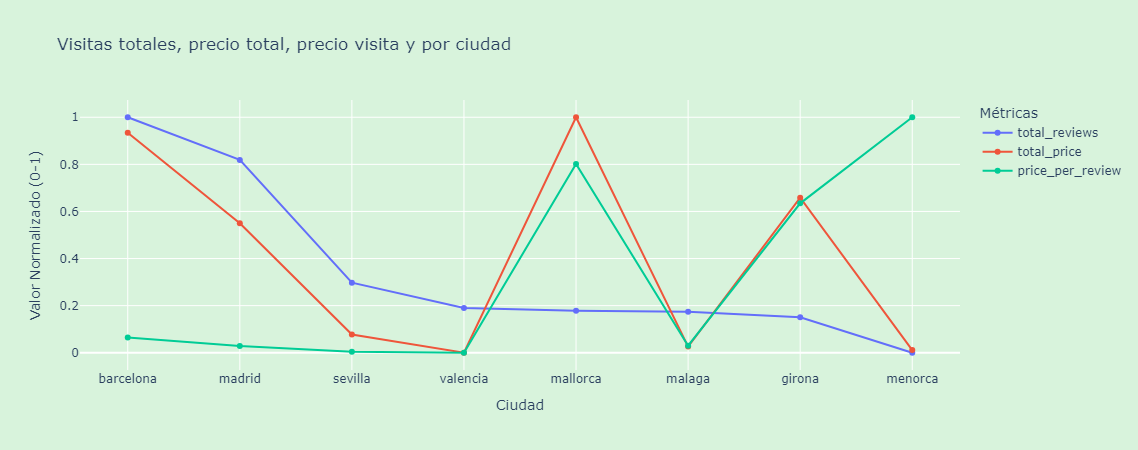 Visitas totales, precio total, precio visita y por ciudad
Métricas
total_reviews
total_price
price_per_review
Valor Normalizado (0-1)
1
0.8
0.6
0.4
0.2
0
barcelona
madrid
sevilla
valencia
mallorca
malaga
girona
menorca
Ciudad